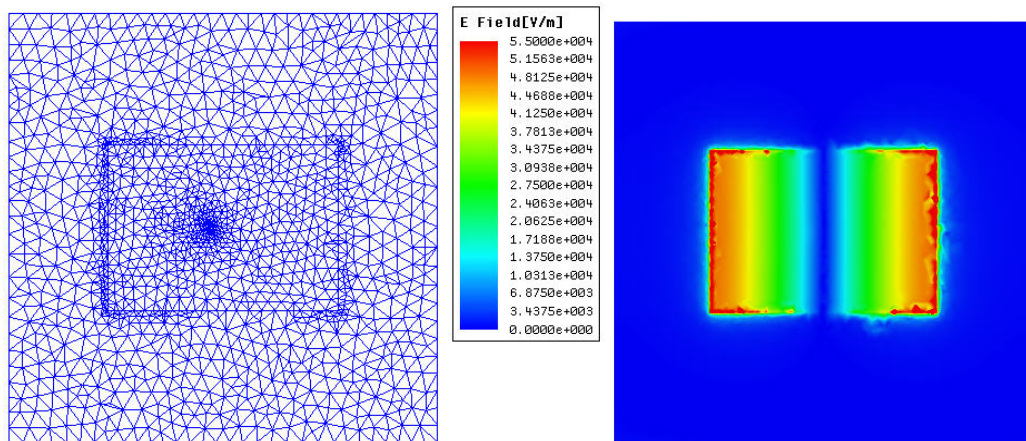 E Field[V/m]
5.5000e+004
5.1563e+004
4.8125e+004
4.4688e+004
4.1250e+004
3.7813e+004
3.4375e+004
3.0938e+004
2.7500e+004
2.4063e+004
2.0625e+004
1.7188e+004
1.3750e+004
1.0313e+004
6.8750e+003
3.4375e+003
0.0000e+000